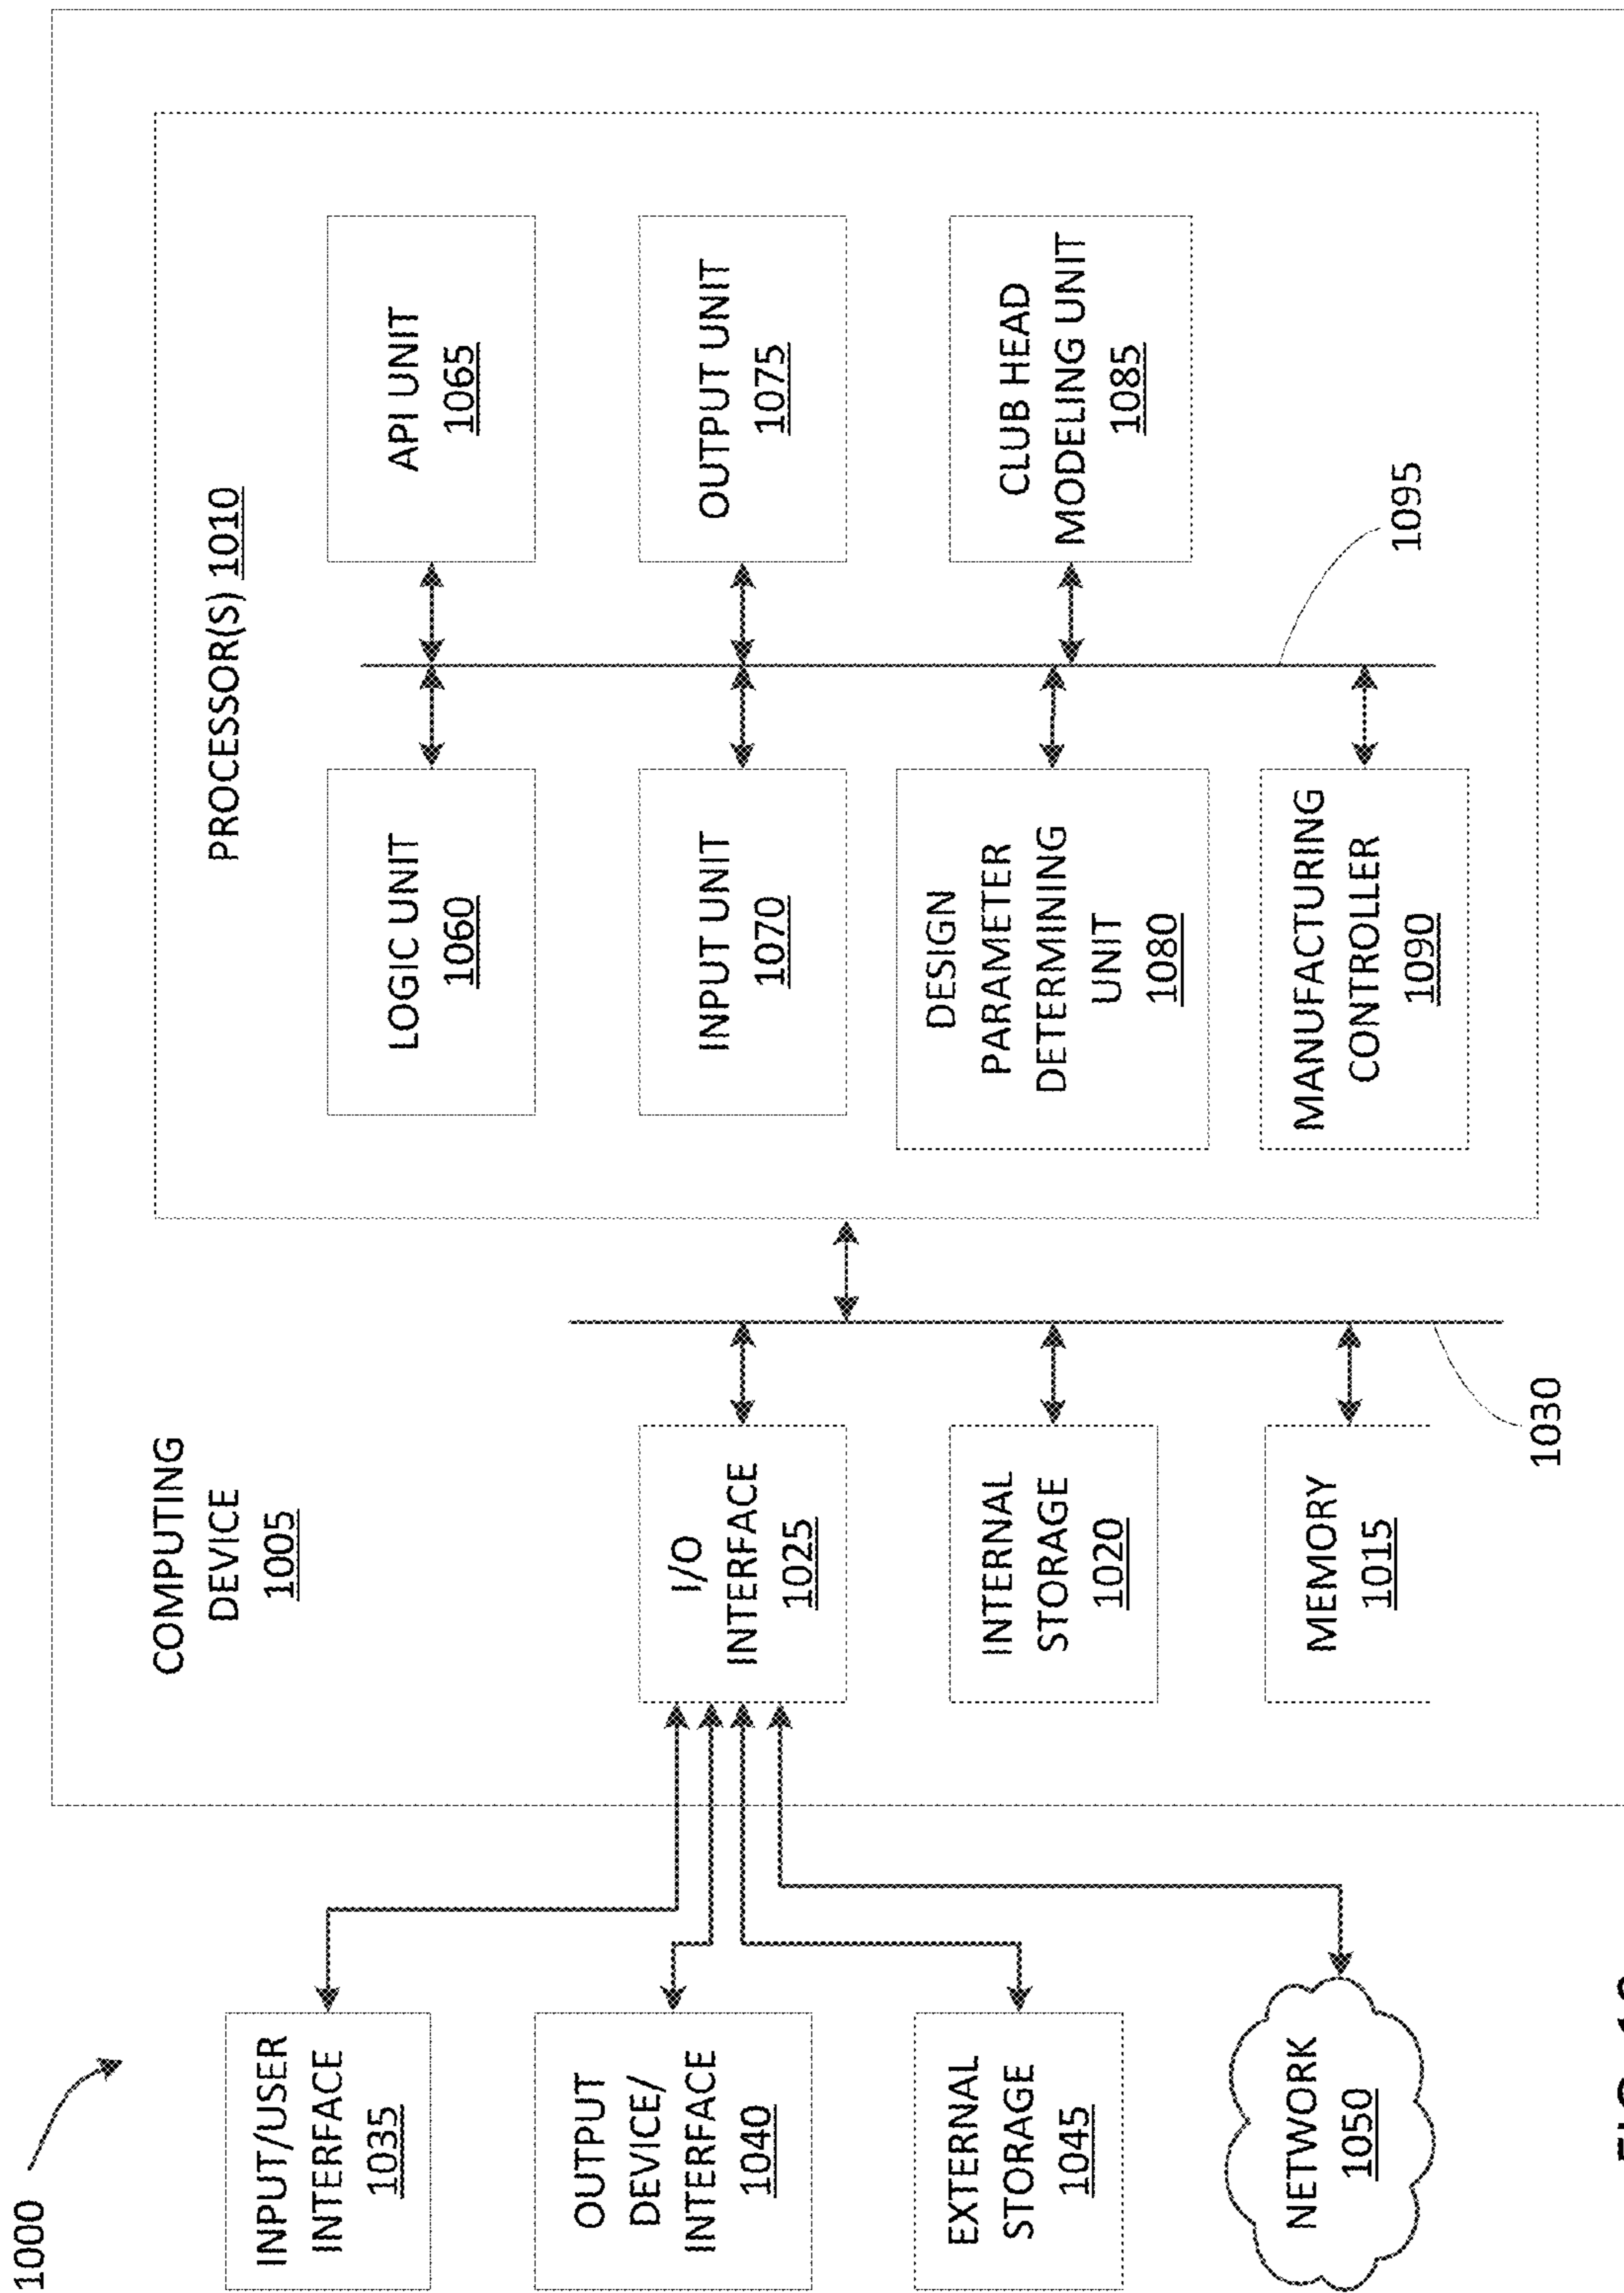 1000
COMPUTING
DEVICE
1005
PROCESSOR(S) 1010
INPUT/USER
INTERFACE
1035
OUTPUT
DEVICE/
INTERFACE
1040
EXTERNAL
STORAGE
1045
NETWORK
1050
I/O
INTERFACE
1025
INTERNAL
STORAGE
1020
MEMORY
1015
1030
LOGIC UNIT
1060
API UNIT
1065
INPUT UNIT
1070
OUTPUT UNIT
1075
DESIGN
PARAMETER
DETERMINING
UNIT
1080
CLUB HEAD
MODELING UNIT
1085
MANUFACTURING
CONTROLLER
1090
1095